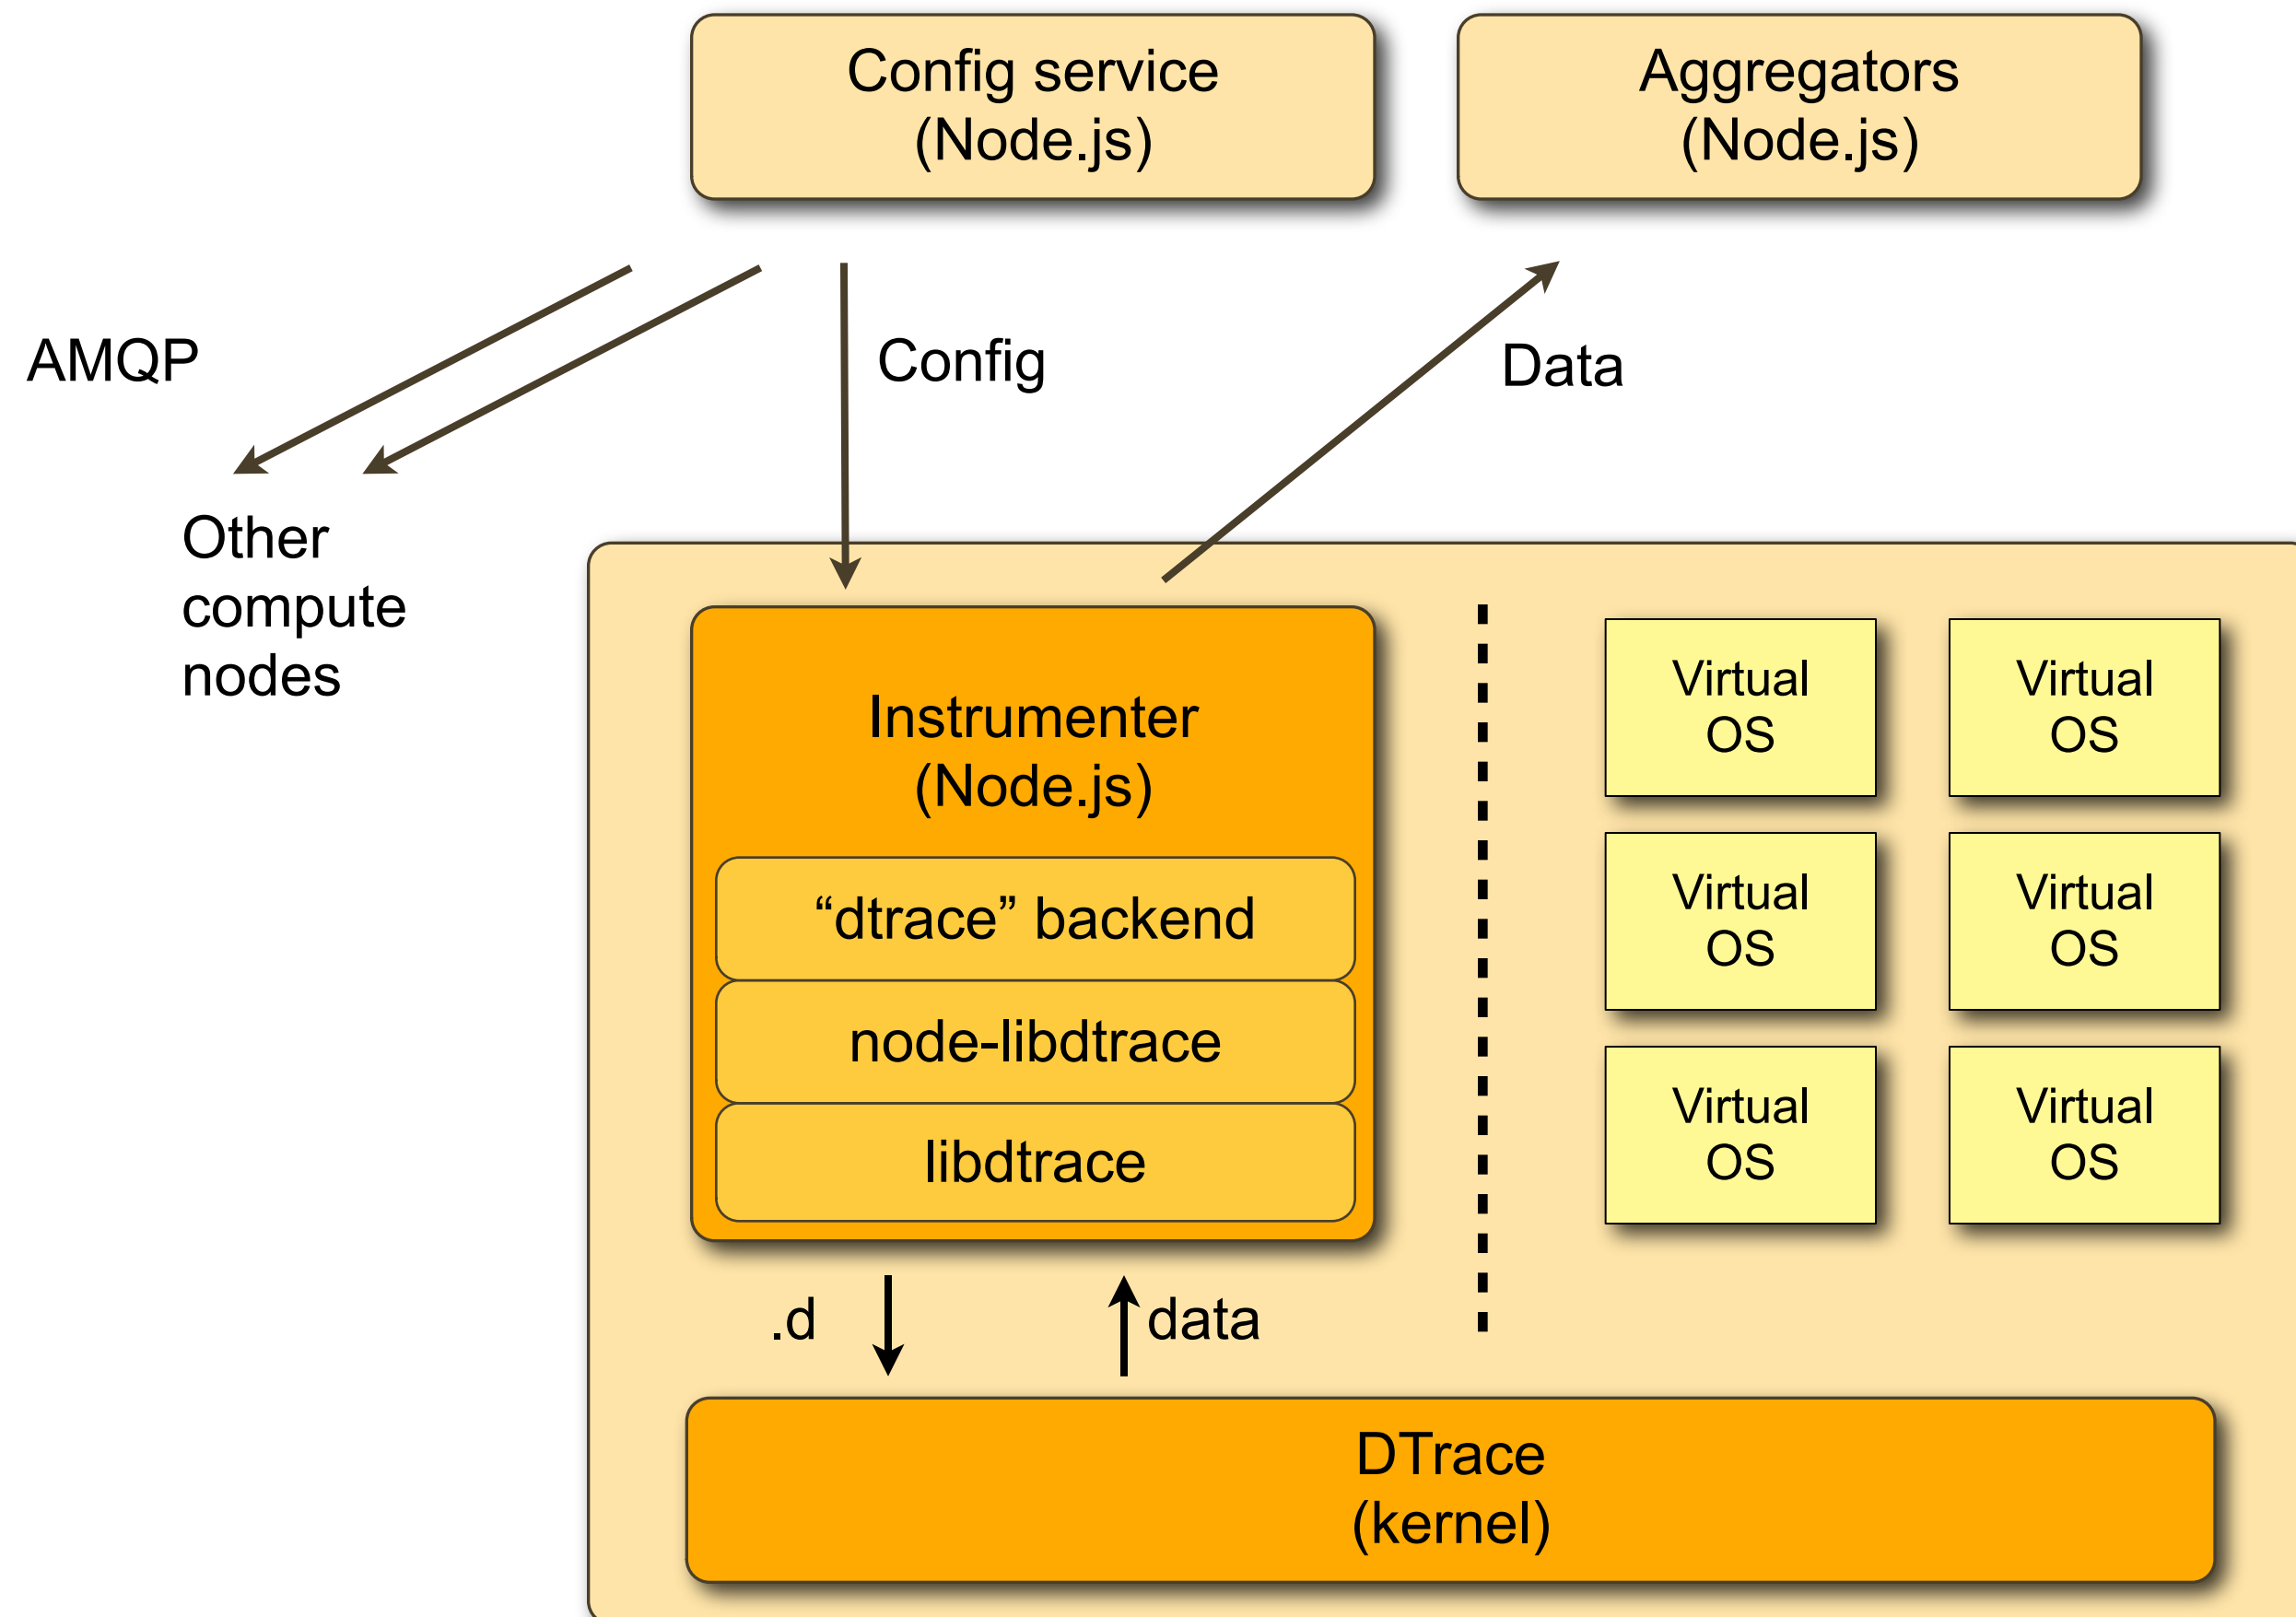 Config service
(Node.js)
Aggregators
(Node.js)
AMQP
Config
Data
Other
compute
nodes
Instrumenter
(Node.js)
“dtrace” backend
node-libdtrace
libdtrace
Virtual
OS
Virtual
OS
Virtual
OS
Virtual
OS
Virtual
OS
Virtual
OS
.d
data
DTrace
(kernel)